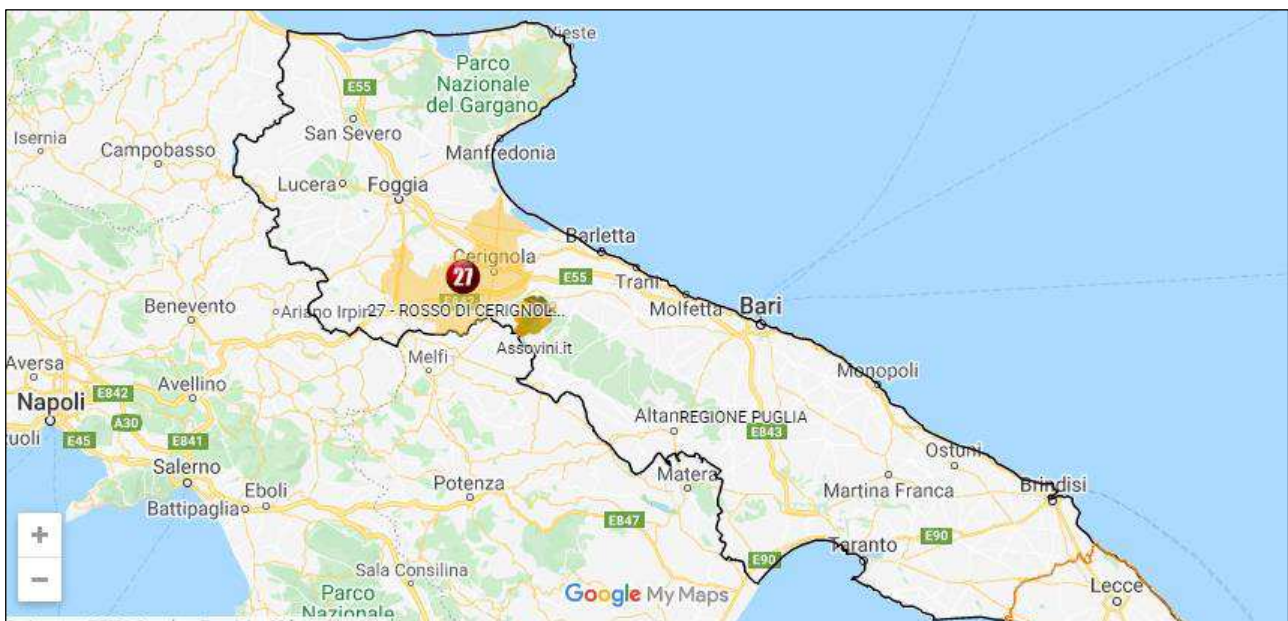 Vieste
Parco
Nazionale
del Gargano
E55
San Severo
Isernia
Campobasso
Manfredonia
Lucera
Foggia
Barletta
Cerignola
27
E55
Trani
Benevento
Ariano Irpin
27 - ROSSO DI CERIGNOL...
Molfetta
Bari
Assovini.it
Melfi
Aversa
Avellino
Monopoli
E842
Napoli
A30
Altam
REGIONE PUGLIA
E45
E841
E843
Salerno
Ostuni
Matera
Potenza
Martina Franca
Brindisi
Eboli
Battipaglia
E847
+
Taranto
E90
E90
−
Sala Consilina
Lecce
Parco
Nazionale
Google My Maps